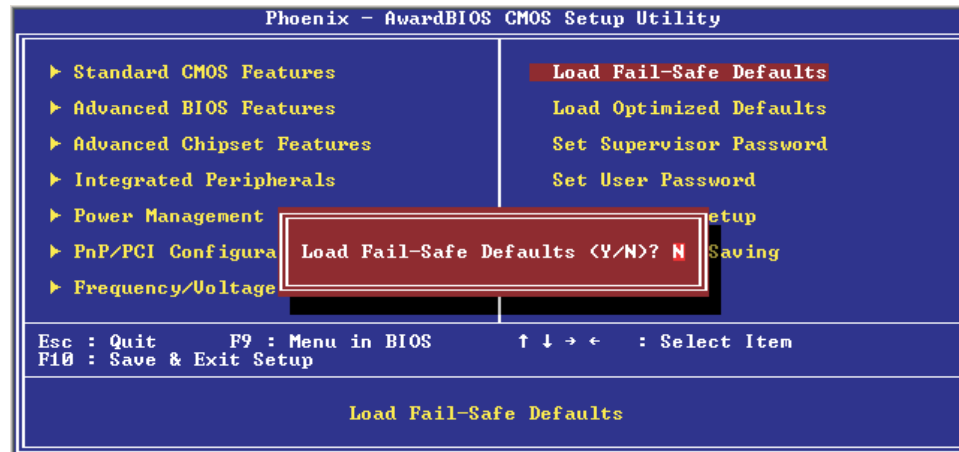 Phoenix - AwardBIOS CMOS Setup Utility
Standard CMOS Features
Advanced BIOS Features
Advanced Chipset Features
Integrated Peripherals
Power Management
PnP/PCI Configura
Frequency/Voltage
Load Fail-Safe Defaults
Load Optimized Defaults
Set Supervisor Password
Set User Password
etup
Saving
Load Fail-Safe Defaults (Y/N)? N
Esc : Quit F9 : Menu in BIOS ↑ ↓ → ← : Select Item
F10 : Save & Exit Setup
Load Fail-Safe Defaults